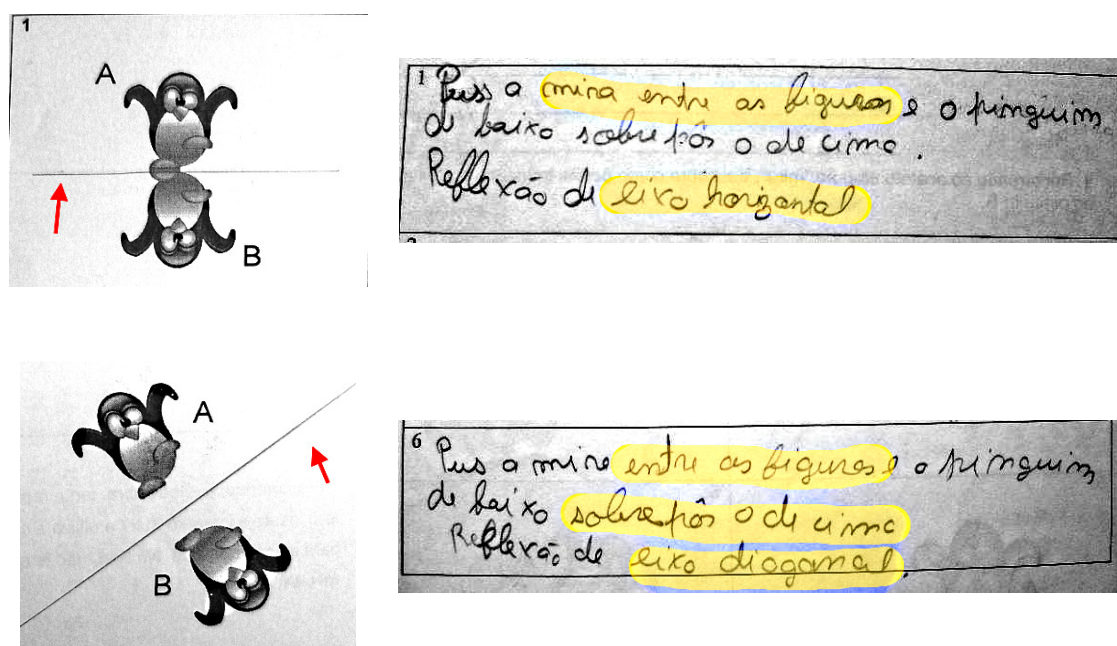 1
A
B
1
Pus a mira entre as figuras e o pinguim
de baixo sobrepôs o de cima.
Reflexão de eixo horizontal
A
B
6
Pus a mira entre as figuras e o pinguim
de baixo sobrepôs o de cima
Reflexão de eixo diogonal.